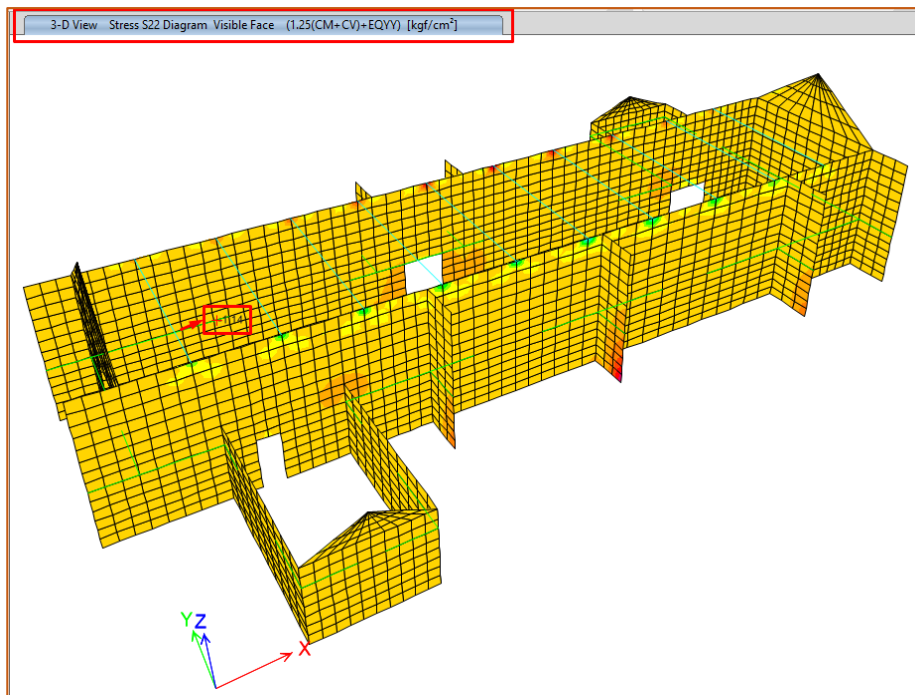 3-D View Stress S22 Diagram Visible Face (1.25(CM+CV)+EQYY) [kgf/cm²]
Y
Z
X